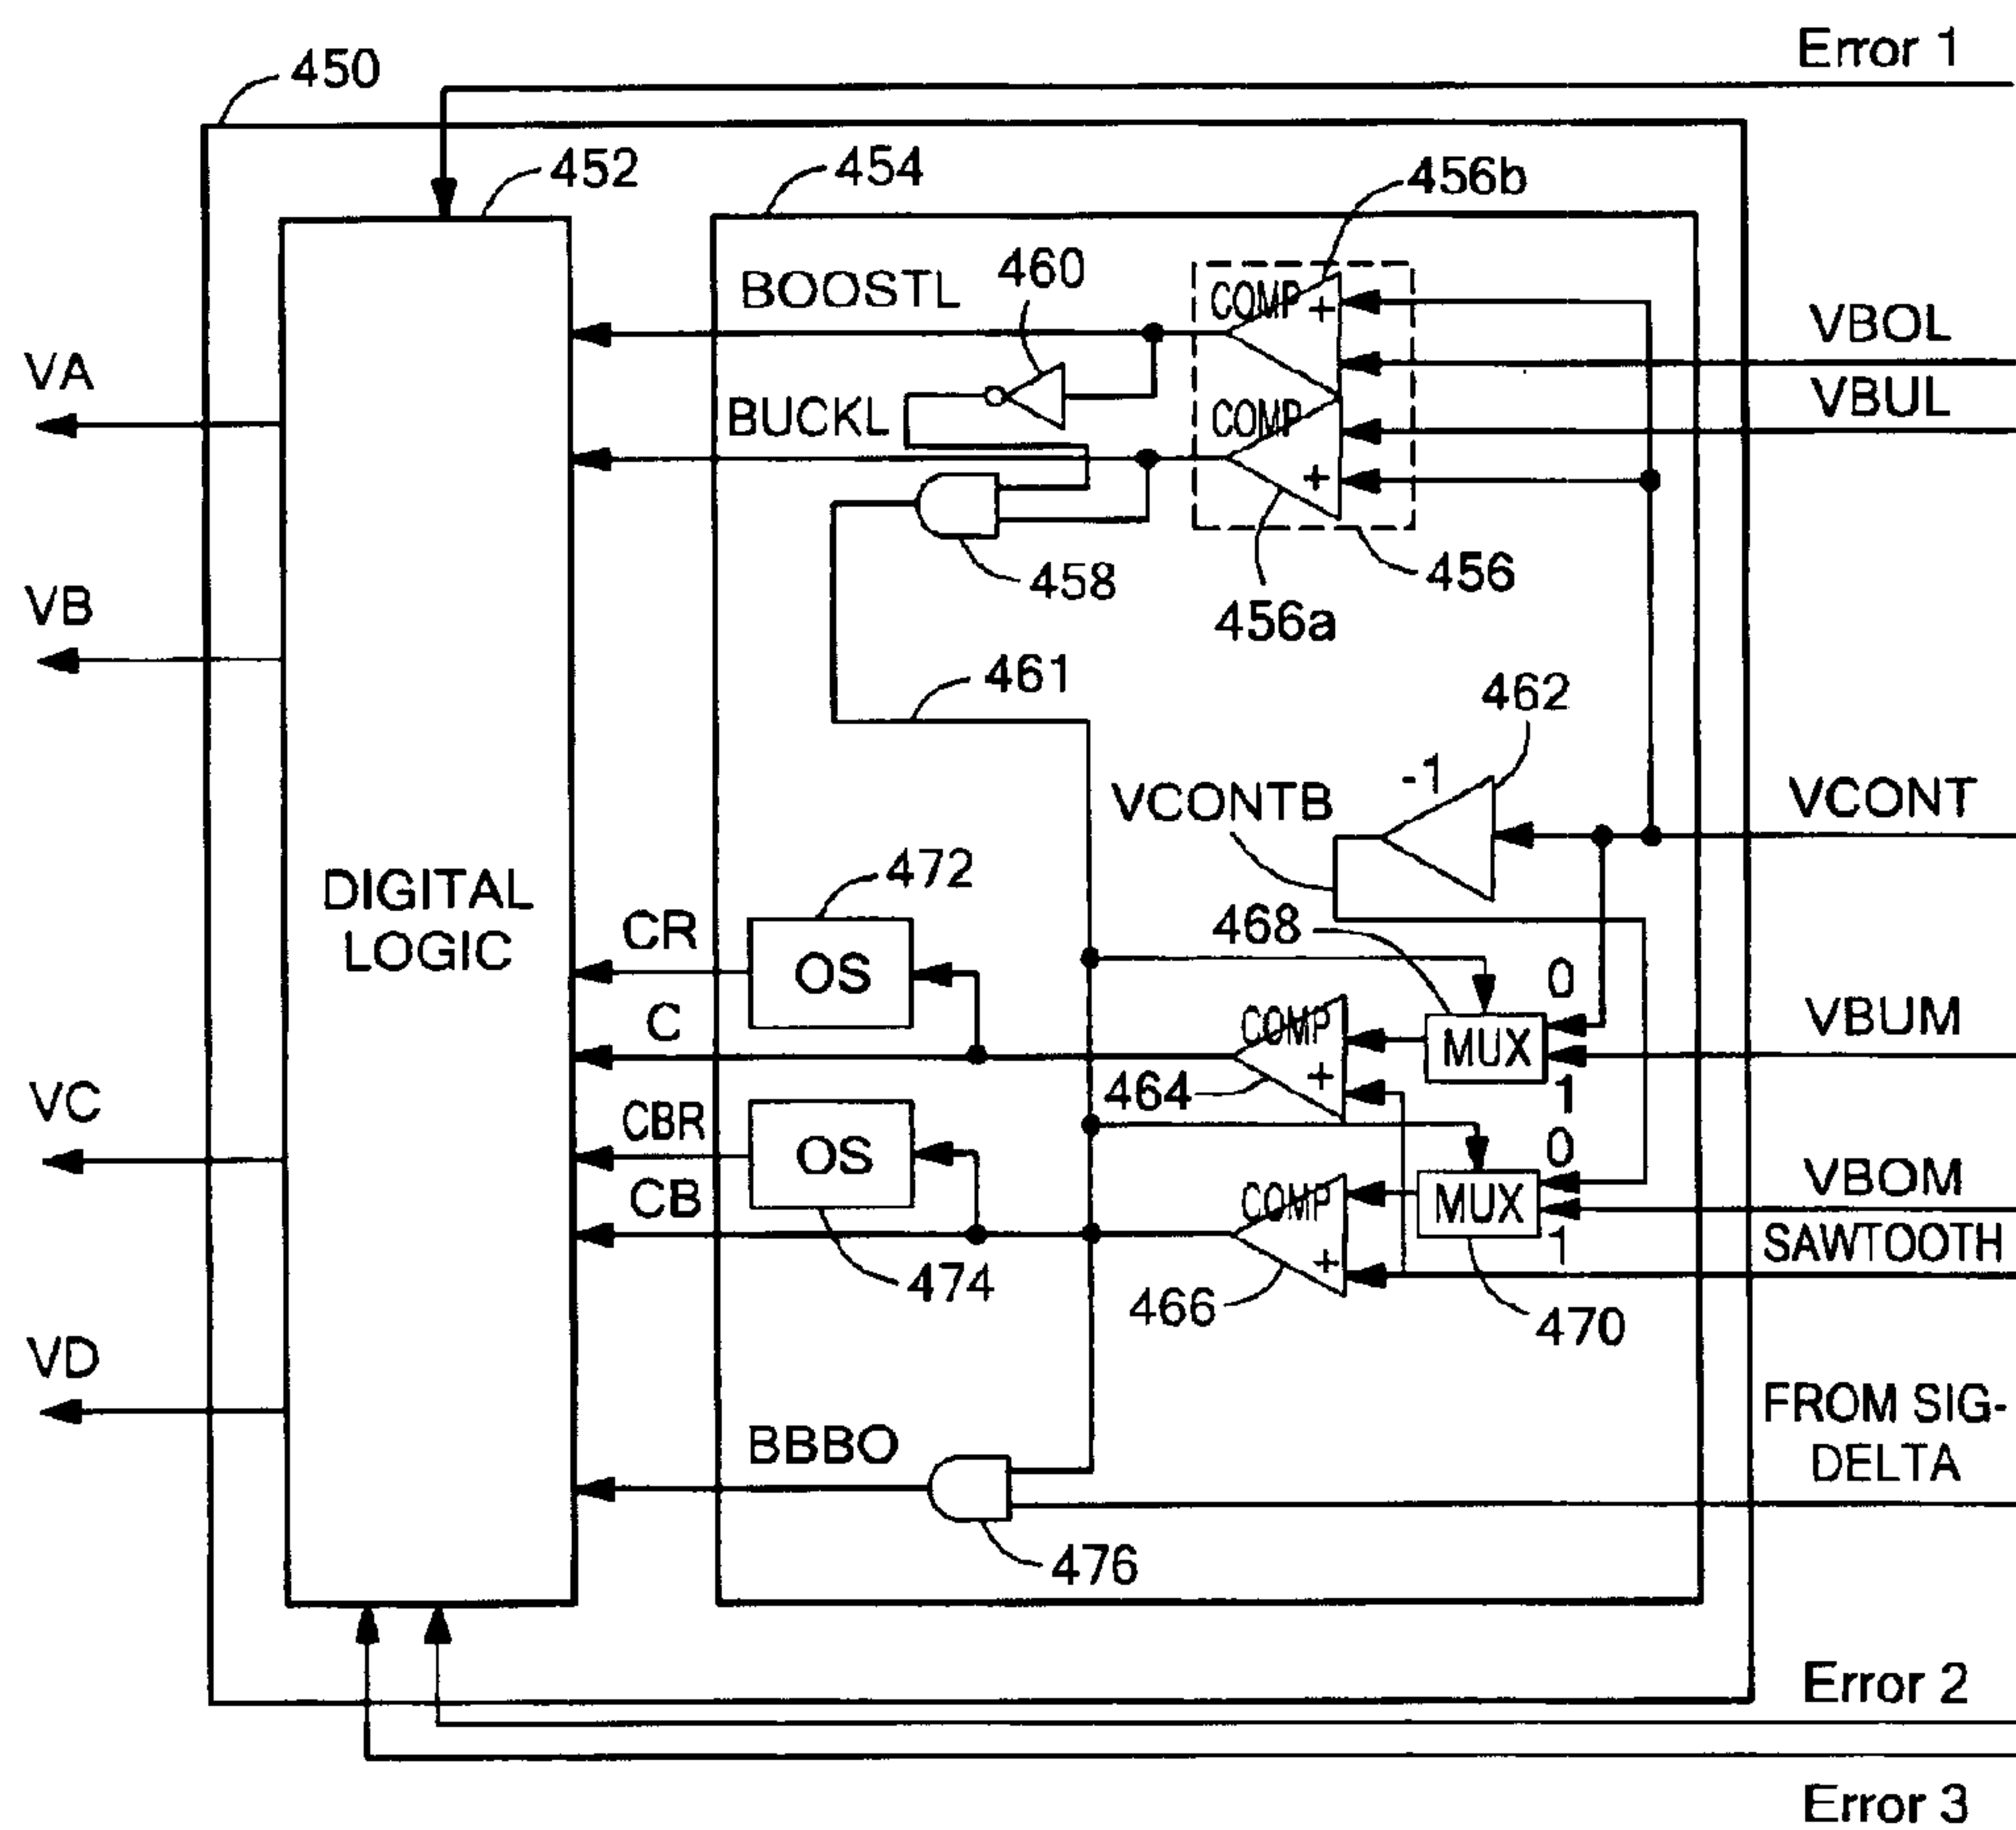 Error 1
450
452
454
456b
BOOSTL
460
COMP
+
VBOL
VA
BUCKL
COMP
VBUL
+
458
456
456a
VB
461
462
-1
VCONTB
VCONT
DIGITAL
LOGIC
472
468
CR
OS
0
C
COMP
MUX
VBUM
+
464
1
VC
CBR
OS
0
CB
COMP
MUX
VBOM
+
1
SAWTOOTH
474
466
470
VD
FROM SIG-
DELTA
BBBO
476
Error 2
Error 3